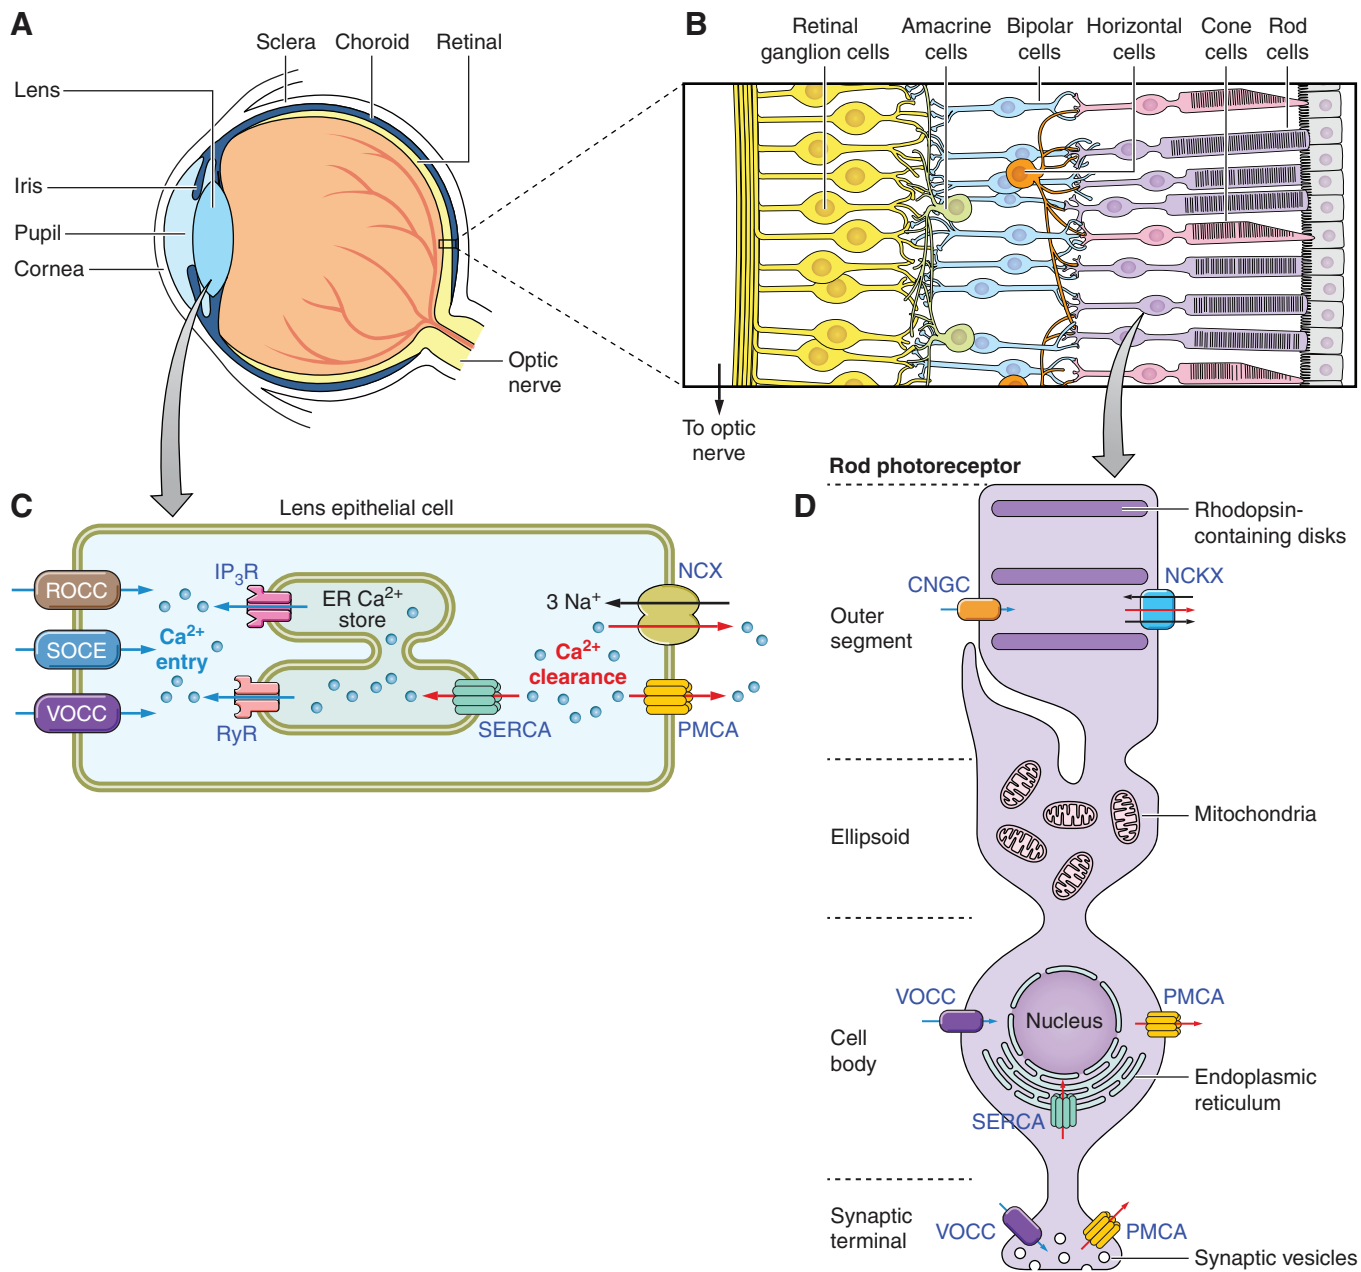 A
Sclera
Choroid
Retinal
Lens
Iris
Pupil
Cornea
Optic
nerve
B
Retinal
ganglion cells
Amacrine
cells
Bipolar
cells
Horizontal
cells
Cone
cells
Rod
cells
To optic
nerve
C
Lens epithelial cell
ROCC
SOCE
VOCC
IP3R
ER Ca2+
store
Ca2+
entry
RyR
SERCA
3 Na+
NCX
Ca2+
clearance
PMCA
D
Rod photoreceptor
Rhodopsin-
containing disks
CNGC
NCKX
Outer
segment
Ellipsoid
Mitochondria
VOCC
Nucleus
PMCA
Cell
body
Endoplasmic
reticulum
SERCA
Synaptic
terminal
VOCC
PMCA
Synaptic vesicles